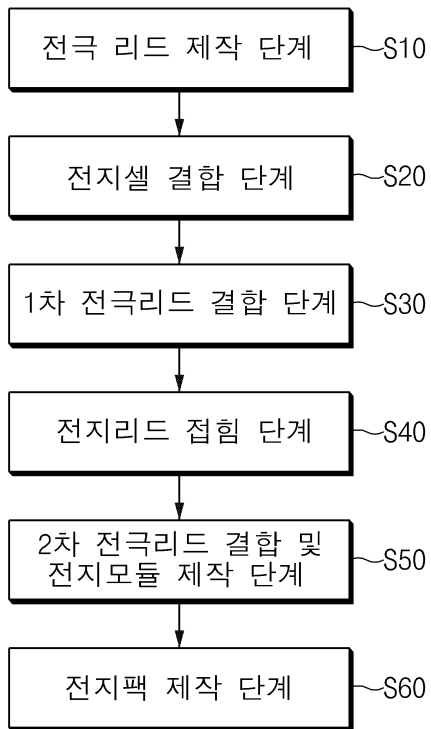 전극 리드 제작 단계 S10
전지셀 결합 단계 S20
1차 전극리드 결합 단계 S30
전지리드 접힘 단계 S40
2차 전극리드 결합 및
전지모듈 제작 단계 S50
전지팩 제작 단계 S60